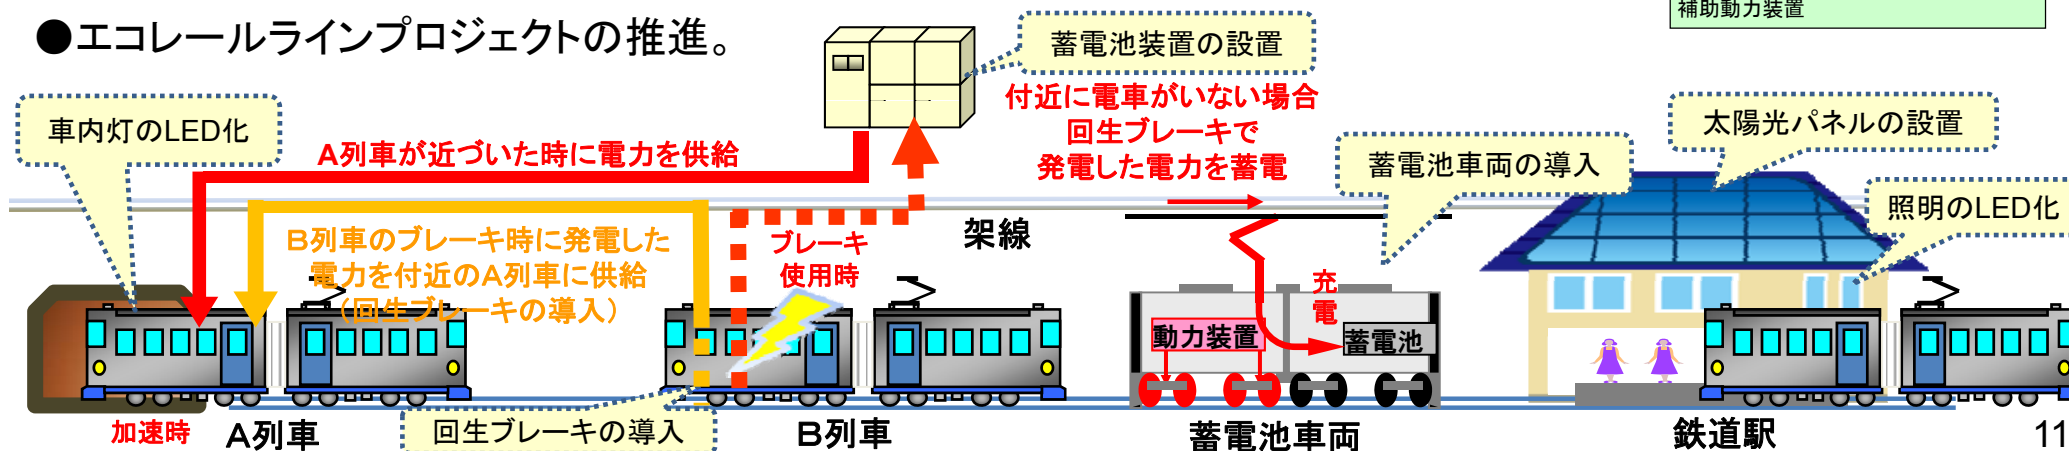 補助動力装置
●エコレールラインプロジェクトの推進。
蓄電池装置の設置
付近に電車がいない場合
回生ブレーキで
発電した電力を蓄電
車内灯のLED化
A列車が近づいた時に電力を供給
蓄電池車両の導入
太陽光パネルの設置
照明のLED化
B列車のブレーキ時に発電した
電力を付近のA列車に供給
(回生ブレーキの導入)
ブレーキ
使用時
架線
充
電
動力装置
蓄電池
加速時
A列車
回生ブレーキの導入
B列車
蓄電池車両
鉄道駅
11